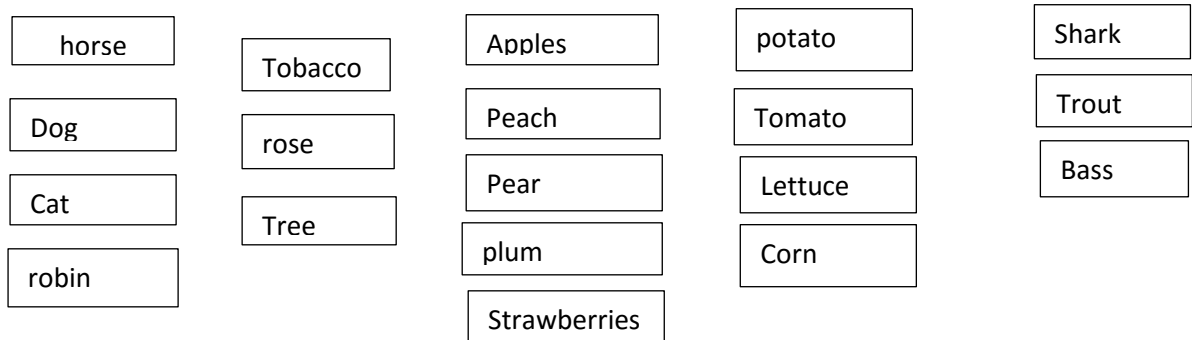 horse
Dog
Cat
robin
Tobacco
rose
Tree
Apples
Peach
Pear
plum
Strawberries
potato
Tomato
Lettuce
Corn
Shark
Trout
Bass